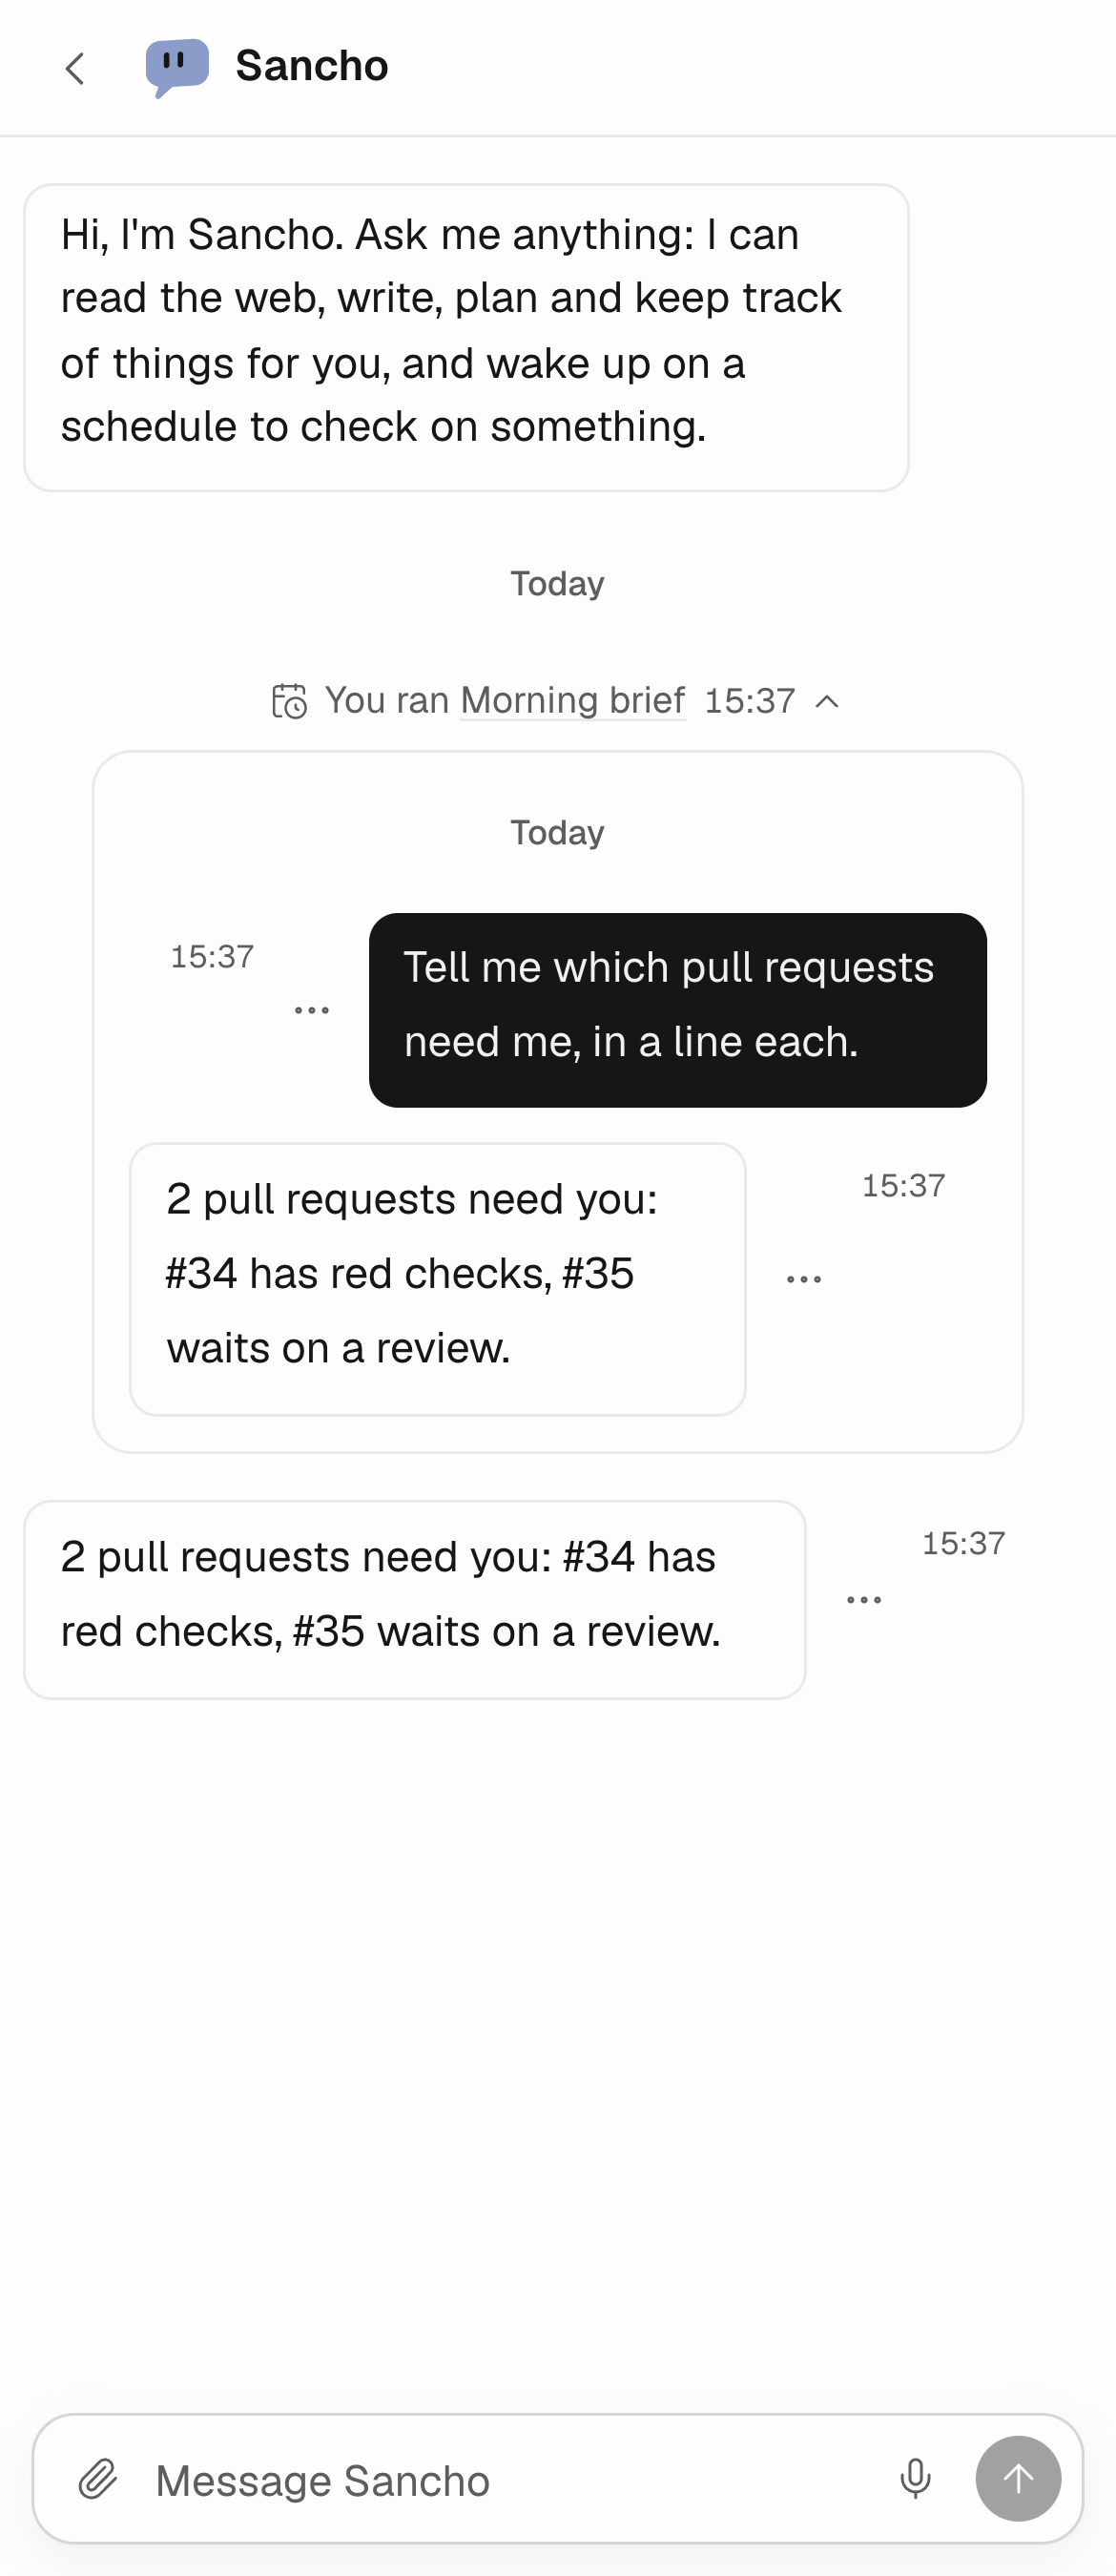 Sancho
Hi, I'm Sancho. Ask me anything: I can
read the web, write, plan and keep track
of things for you, and wake up on a
schedule to check on something.
Today
You ran Morning brief 15:37
Today
15:37
Tell me which pull requests
need me, in a line each.
2 pull requests need you:
#34 has red checks, #35
waits on a review.
15:37
2 pull requests need you: #34 has
red checks, #35 waits on a review.
15:37
Message Sancho